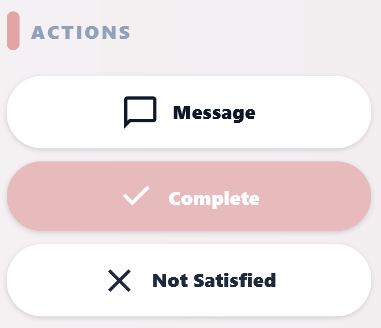 ACTIONS
Message
Complete
Not Satisfied